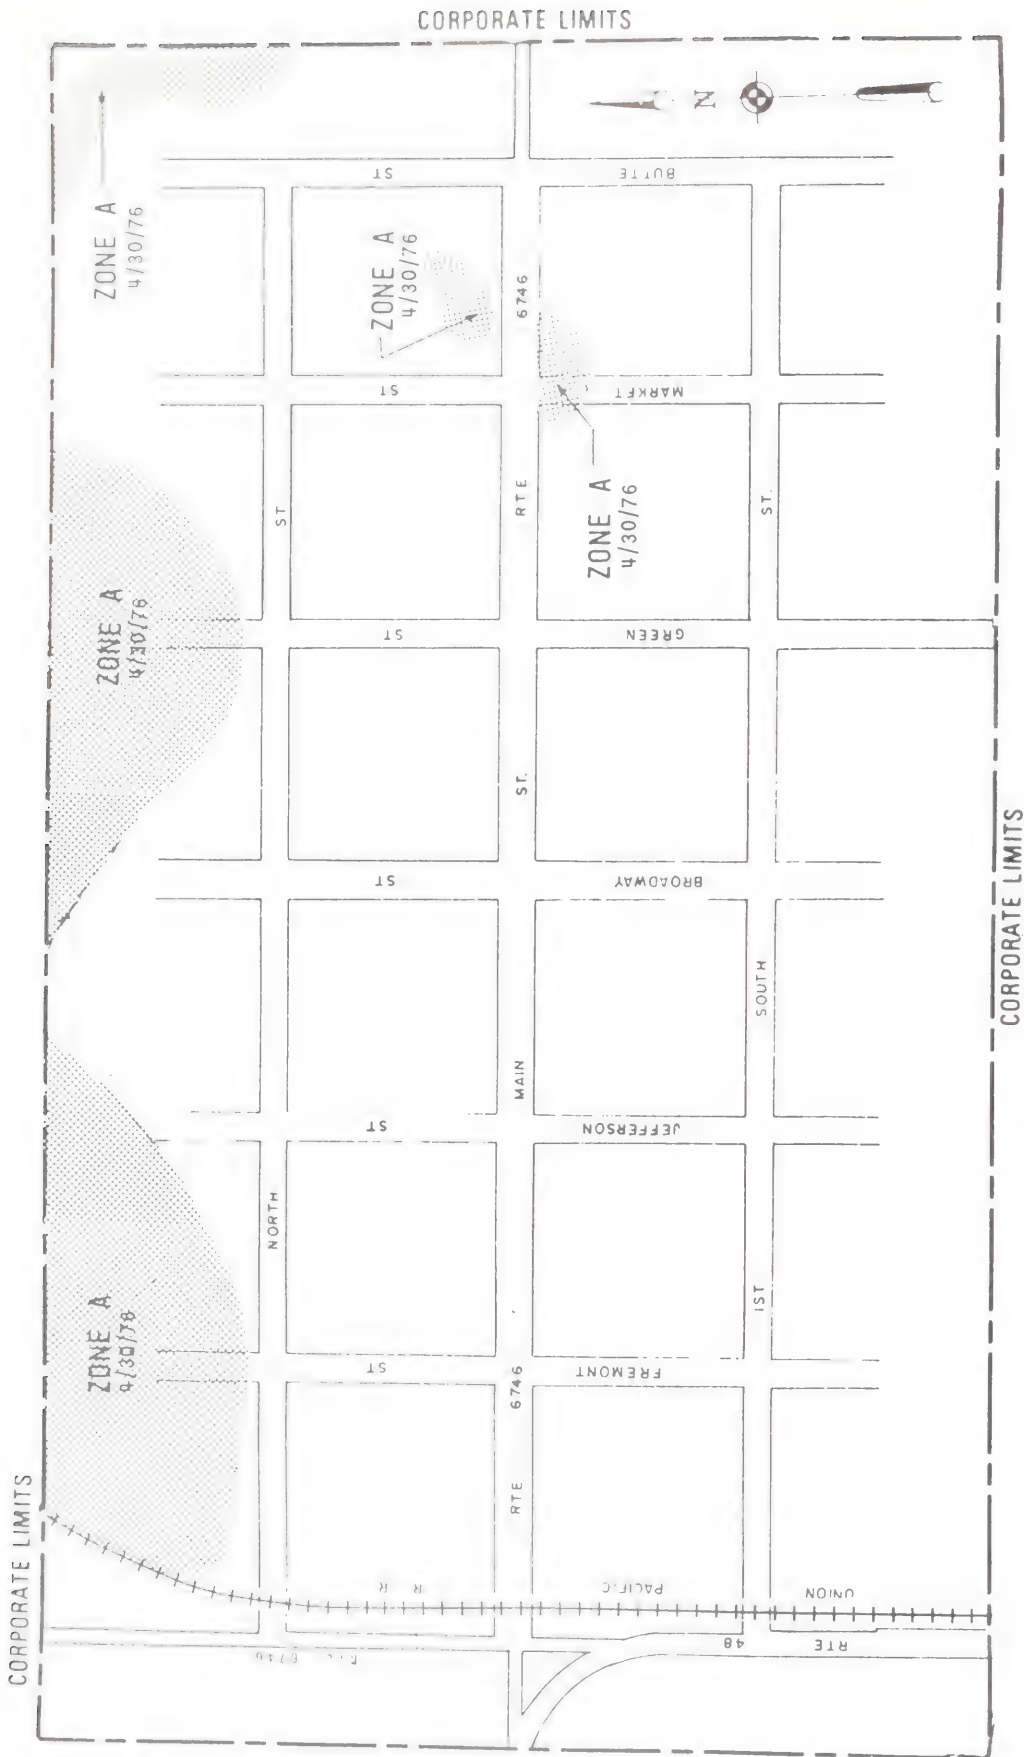 CORPORATE LIMITS
N
ZONE A
4/30/76
ST
BUTTE
ZONE A
4/30/76
6746
ST
MARKET
ST
RTE
ZONE A
4/30/76
ST.
ZONE A
4/30/76
ST
GREEN
ST.
ST
BROADWAY
CORPORATE LIMITS
SOUTH
MAIN
ST
JEFFERSON
NORTH
1ST
ZONE A
4/30/76
ST
FREMONT
RTE 6746
CORPORATE LIMITS
UNION PACIFIC R R
RTE 6746
RTE 48